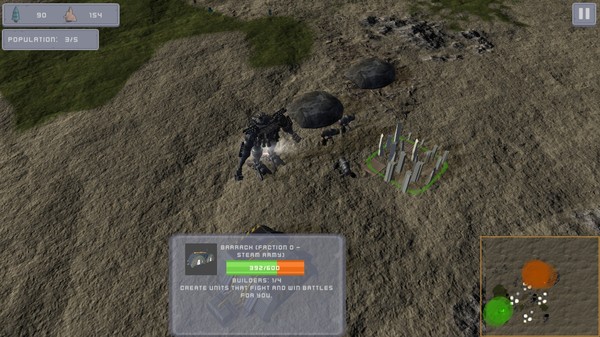 90 154
POPULATION: 3/5
BARRACK (FACTION 0 -
STEAM ARMY)
392/600
BUILDERS: 1/4
CREATE UNITS THAT FIGHT AND WIN BATTLES
FOR YOU.